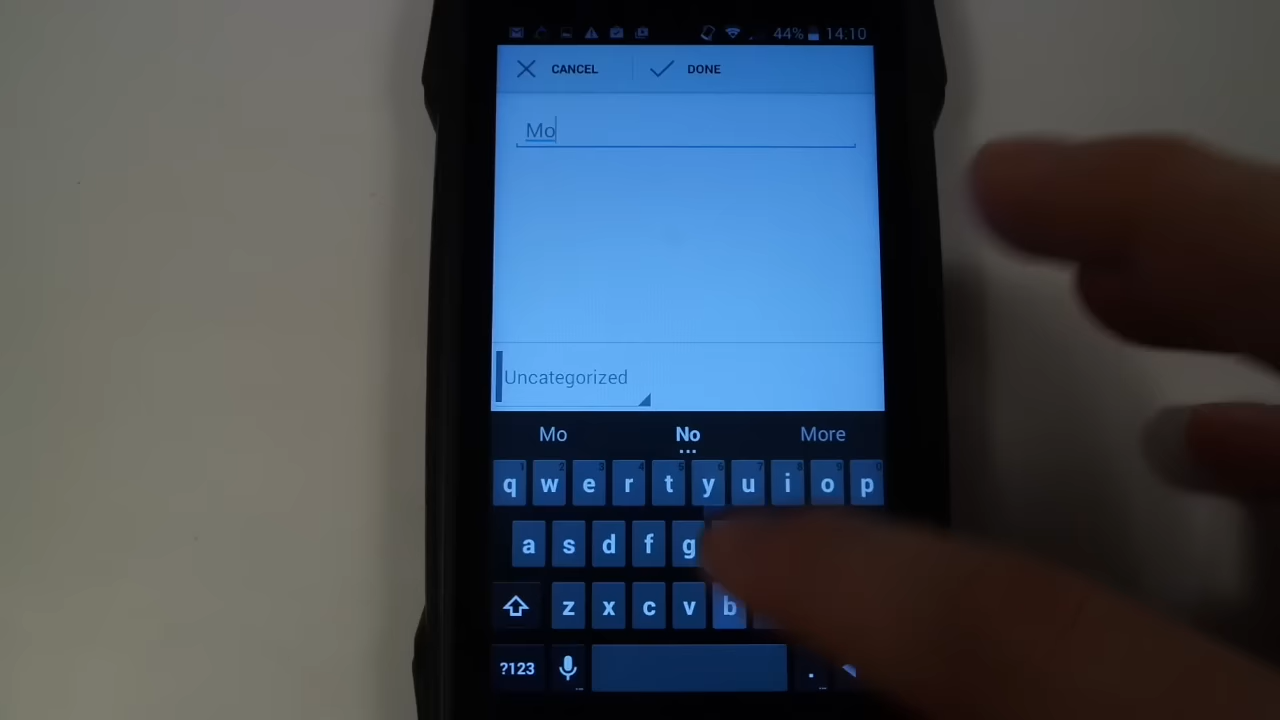 44% 14:10
CANCEL DONE
Mo
Uncategorized
Mo No More
q w e r t y u i o p
a s d f g
z x c v b
?123 .